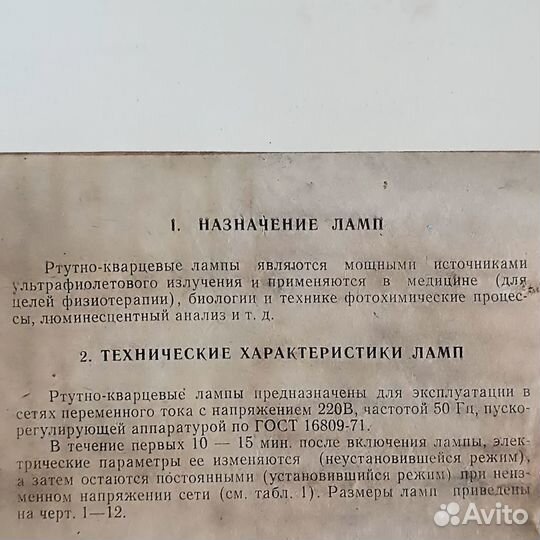 1. НАЗНАЧЕНИЕ ЛАМП
Ртутно-кварцевые лампы являются мощными источниками
ультрафиолетового излучения и применяются в медицине (для
целей физиотерапии), биологии и технике фотохимические процес-
сы, люминесцентный анализ и т. д.
2. ТЕХНИЧЕСКИЕ ХАРАКТЕРИСТИКИ ЛАМП
Ртутно-кварцевые лампы предназначены для эксплуатации в
сетях переменного тока с напряжением 220В, частотой 50 Гц, пуско-
регулирующей аппаратурой по ГОСТ 16809-71.
В течение первых 10 — 15 мин. после включения лампы, элек-
трические параметры ее изменяются (неустановившийся режим),
а затем остаются постоянными (установившийся режим) при неиз-
менном напряжении сети (см. табл. 1). Размеры ламп приведены
на черт. 1—12.
Avito